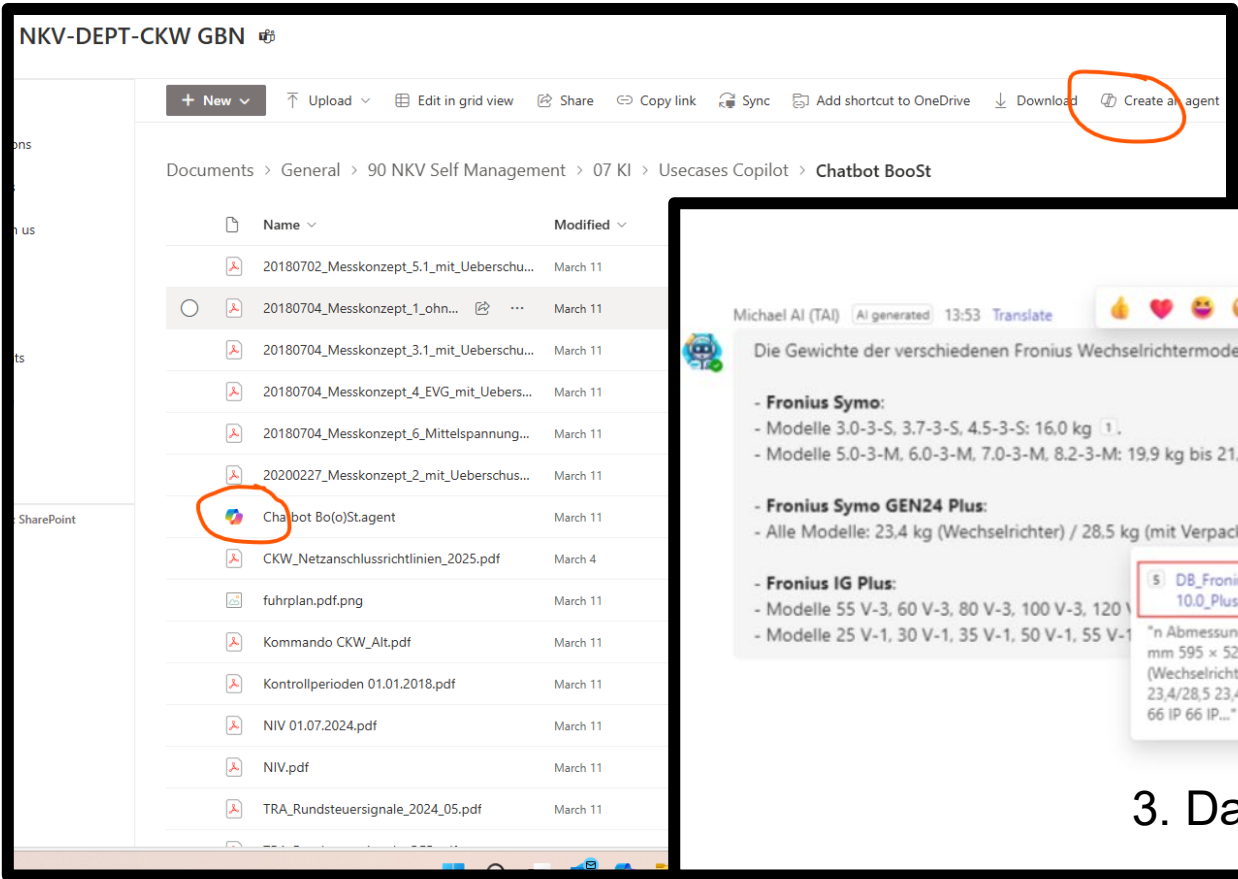 NKV-DEPT-CKW GBN
New Upload Edit in grid view Share Copy link Sync Add shortcut to OneDrive Download Create an agent
ons
Documents > General > 90 NKV Self Management > 07 KI > Usecases Copilot > Chatbot BooSt
us
ts
: SharePoint
Name Modified
20180702_Messkonzept_5.1_mit_Ueberschu... March 11
20180704_Messkonzept_1_ohn... March 11
20180704_Messkonzept_3.1_mit_Ueberschu... March 11
20180704_Messkonzept_4_EVG_mit_Uebers... March 11
20180704_Messkonzept_6_Mittelspannung... March 11
20200227_Messkonzept_2_mit_Ueberschus... March 11
Chatbot Bo(o)St.agent March 11
CKW_Netzanschlussrichtlinien_2025.pdf March 4
fuhrplan.pdf.png March 11
Kommando CKW_Alt.pdf March 11
Kontrollperioden 01.01.2018.pdf March 11
NIV 01.07.2024.pdf March 11
NIV.pdf March 11
TRA_Rundsteuersignale_2024_05.pdf March 11
Michael AI (TAI) AI generated 13:53 Translate
Die Gewichte der verschiedenen Fronius Wechselrichtermode
- Fronius Symo:
- Modelle 3.0-3-S, 3.7-3-S, 4.5-3-S: 16,0 kg 1 .
- Modelle 5.0-3-M, 6.0-3-M, 7.0-3-M, 8.2-3-M: 19,9 kg bis 21,
- Fronius Symo GEN24 Plus:
- Alle Modelle: 23,4 kg (Wechselrichter) / 28,5 kg (mit Verpack
- Fronius IG Plus:
- Modelle 55 V-3, 60 V-3, 80 V-3, 100 V-3, 120 V
- Modelle 25 V-1, 30 V-1, 35 V-1, 50 V-1, 55 V-1
5 DB_Froni
10.0_Plus
"n Abmessun
mm 595 × 52
(Wechselricht
23,4/28,5 23,4
66 IP 66 IP..."
3. Da